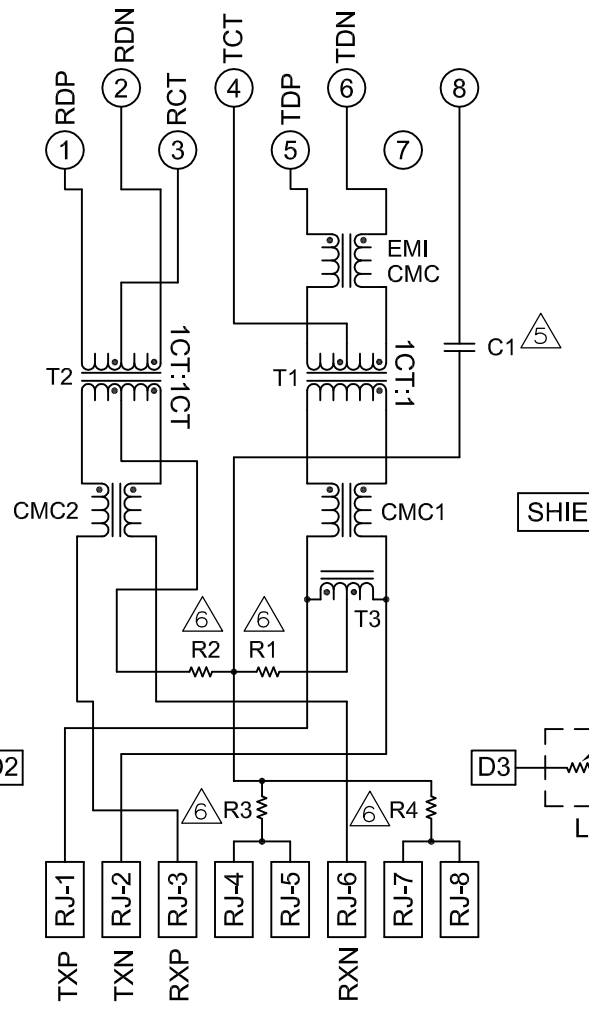 RDP
RDN
RCT
TCT
TDP
TDN
1
2
3
4
5
6
7
8
EMI
CMC
T2
1CT:1CT
T1
1CT:1
C1
5
CMC2
CMC1
SHIE
T3
6
R2
6
R1
D2
D3
6
R3
6
R4
L
RJ-1
RJ-2
RJ-3
RJ-4
RJ-5
RJ-6
RJ-7
RJ-8
TXP
TXN
RXP
RXN